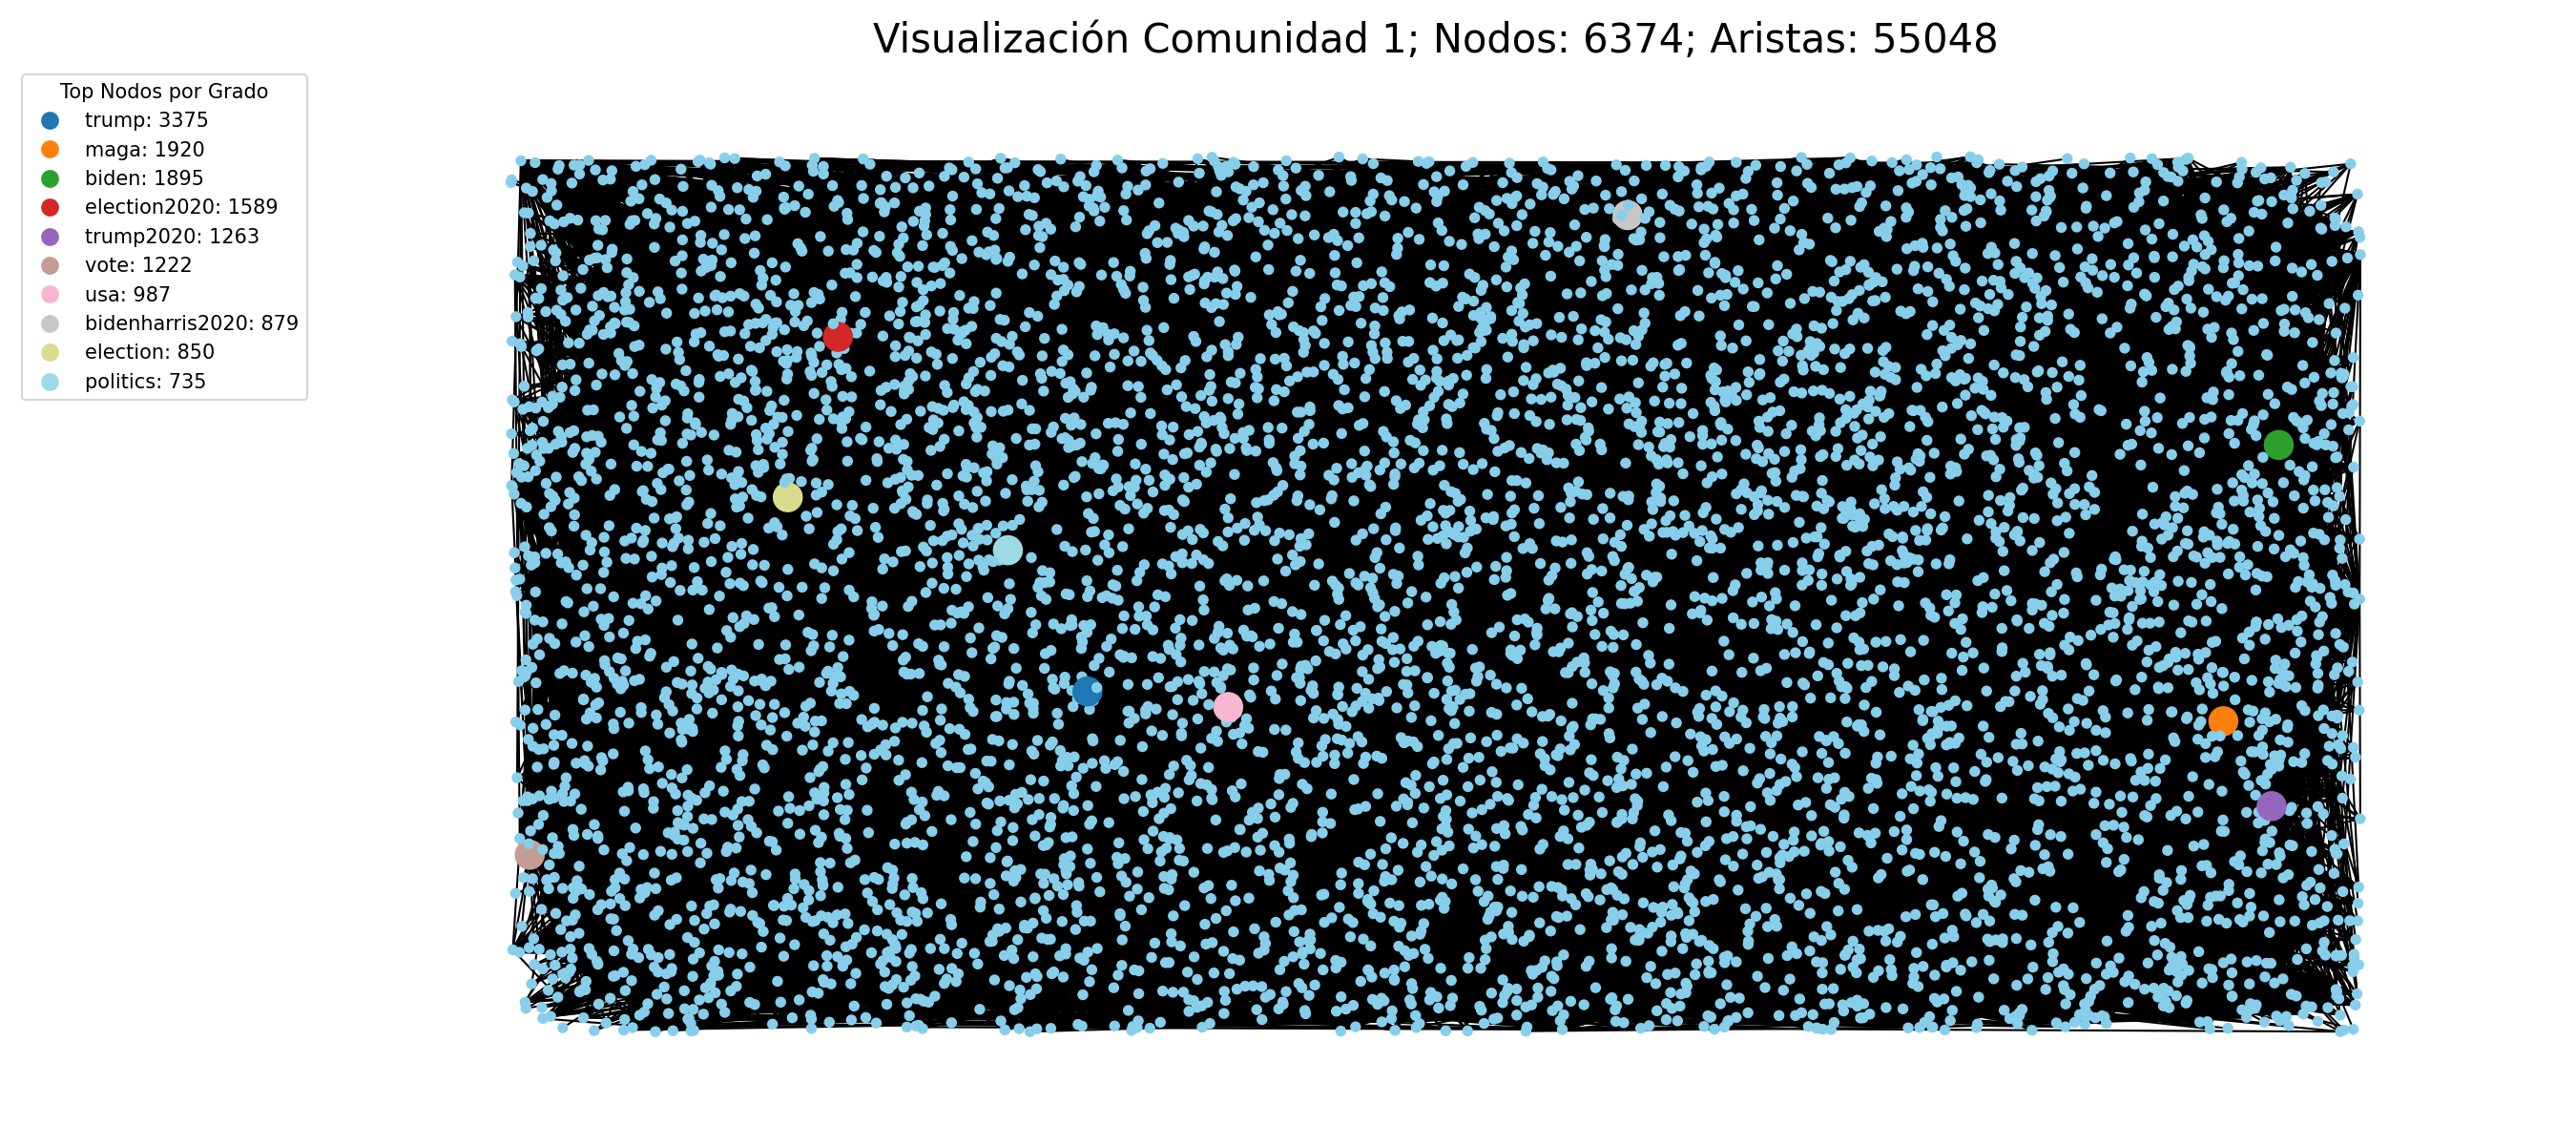 Visualización Comunidad 1; Nodos: 6374; Aristas: 55048
Top Nodos por Grado
trump: 3375
maga: 1920
biden: 1895
election2020: 1589
trump2020: 1263
vote: 1222
usa: 987
bidenharris2020: 879
election: 850
politics: 735